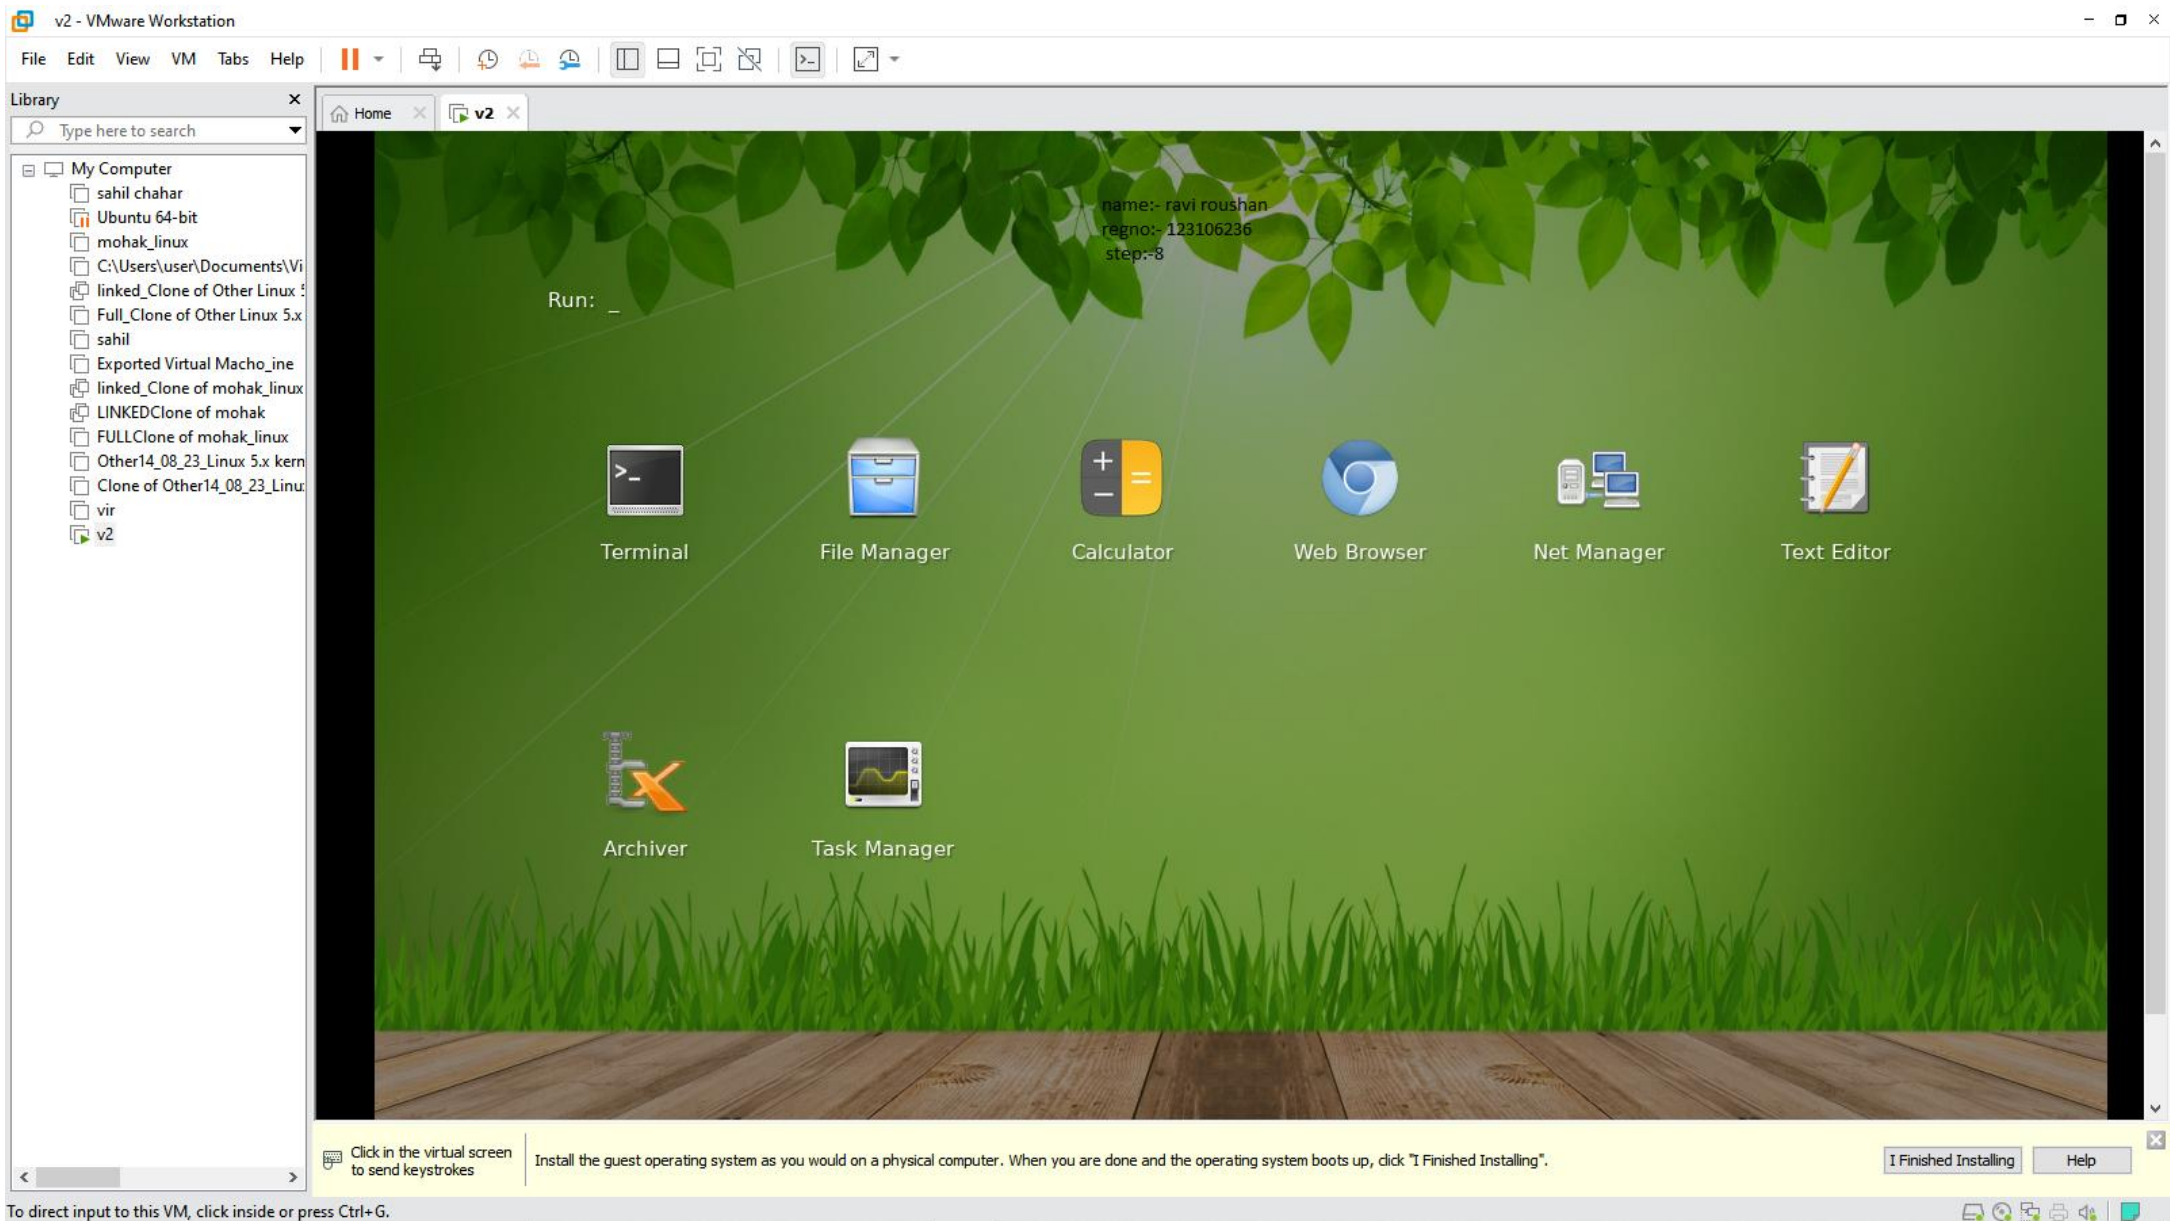 v2 - VMware Workstation
File Edit View VM Tabs Help
Library
Type here to search
My Computer
sahil chahar
Ubuntu 64-bit
mohak_linux
C:\Users\user\Documents\Vi
linked_Clone of Other Linux 5
Full_Clone of Other Linux 5.x
sahil
Exported Virtual Macho_ine
linked_Clone of mohak_linux
LINKEDClone of mohak
FULLClone of mohak_linux
Other14_08_23_Linux 5.x kern
Clone of Other14_08_23_Linu
vir
v2
Home v2
name:- ravi roushan
regno:- 123106236
step:-8
Run: _
Terminal File Manager Calculator Web Browser Net Manager Text Editor
Archiver Task Manager
Click in the virtual screen
to send keystrokes
Install the guest operating system as you would on a physical computer. When you are done and the operating system boots up, click "I Finished Installing".
I Finished Installing Help
To direct input to this VM, click inside or press Ctrl+G.